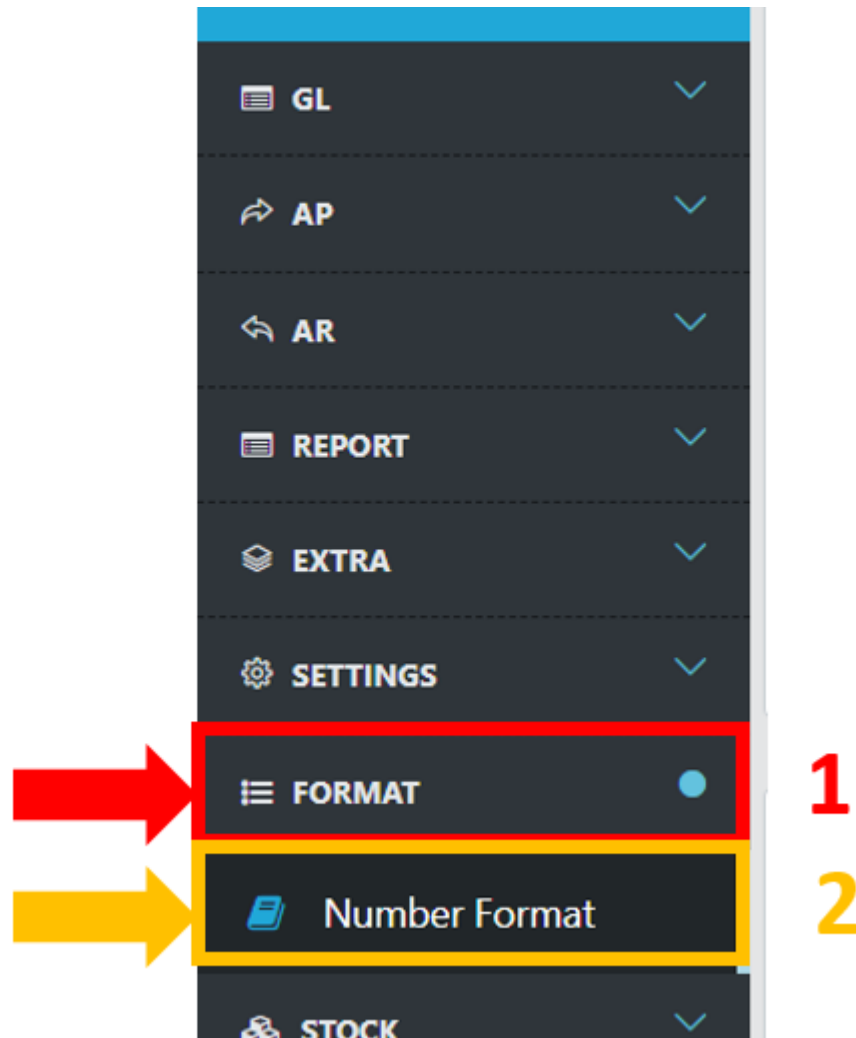 GL
AP
AR
REPORT
EXTRA
SETTINGS
FORMAT 1
Number Format 2
STOCK